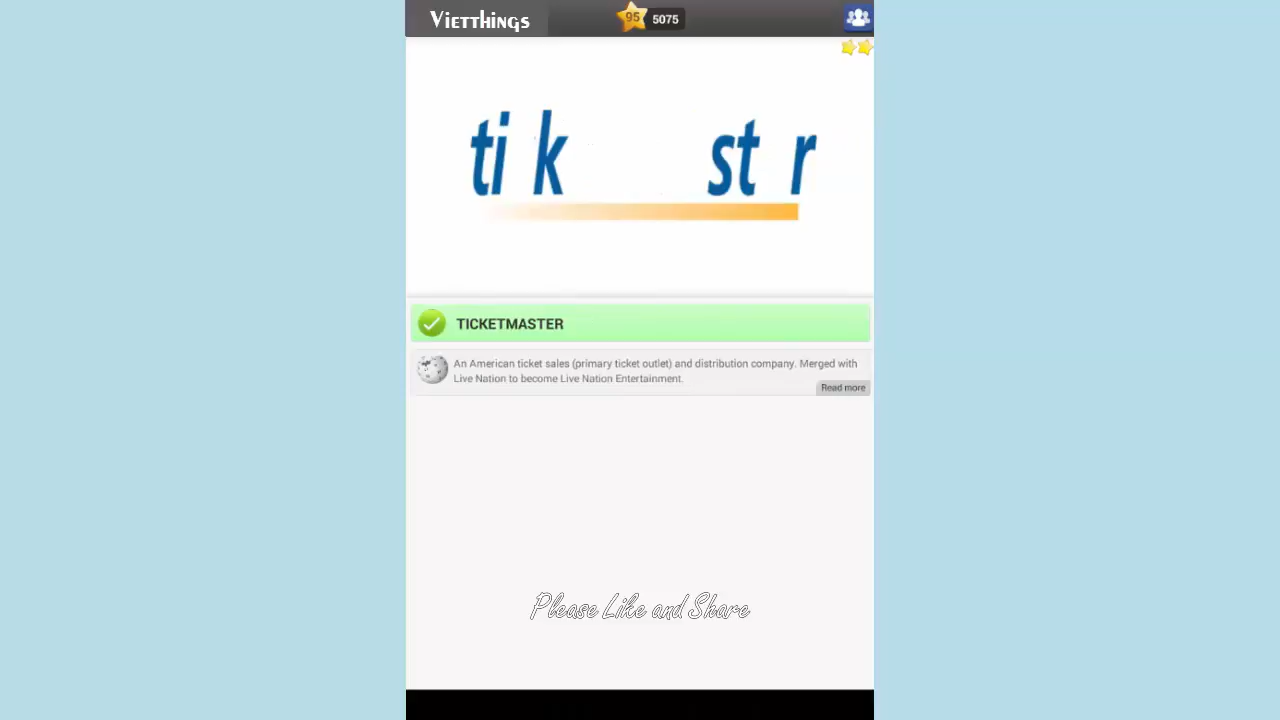 Vietthings
95 5075
ti k st r
TICKETMASTER
An American ticket sales (primary ticket outlet) and distribution company. Merged with
Live Nation to become Live Nation Entertainment.
Read more
Please Like and Share